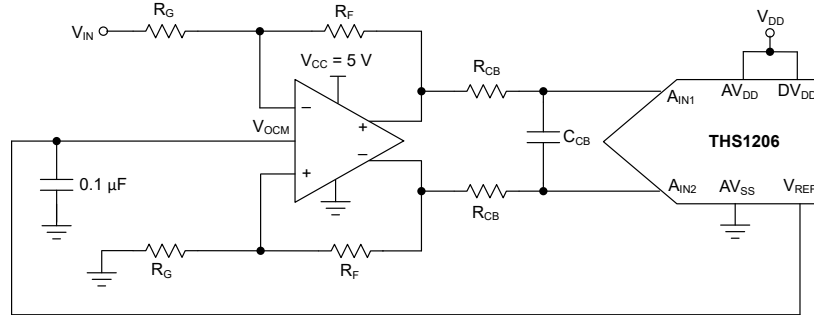 R_G
R_F
V_IN
V_CC = 5 V
V_DD
R_CB
A_IN1
AV_DD
DV_DD
−
V_OCM
+
C_CB
THS1206
−
+
0.1 µF
A_IN2
AV_SS
V_REF
R_CB
R_G
R_F